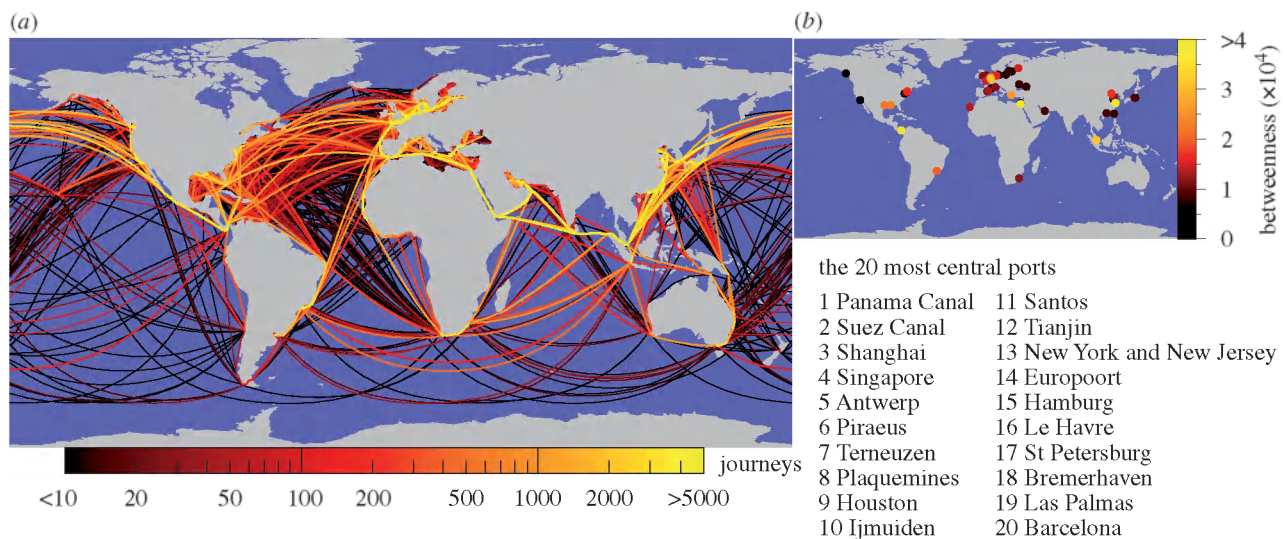 (a)
<10 20 50 100 200 500 1000 2000 >5000
journeys
(b)
>4
3
2
1
0
betweenness (×10⁴)
the 20 most central ports
1 Panama Canal
2 Suez Canal
3 Shanghai
4 Singapore
5 Antwerp
6 Piraeus
7 Terneuzen
8 Plaquemines
9 Houston
10 Ijmuiden
11 Santos
12 Tianjin
13 New York and New Jersey
14 Europoort
15 Hamburg
16 Le Havre
17 St Petersburg
18 Bremerhaven
19 Las Palmas
20 Barcelona